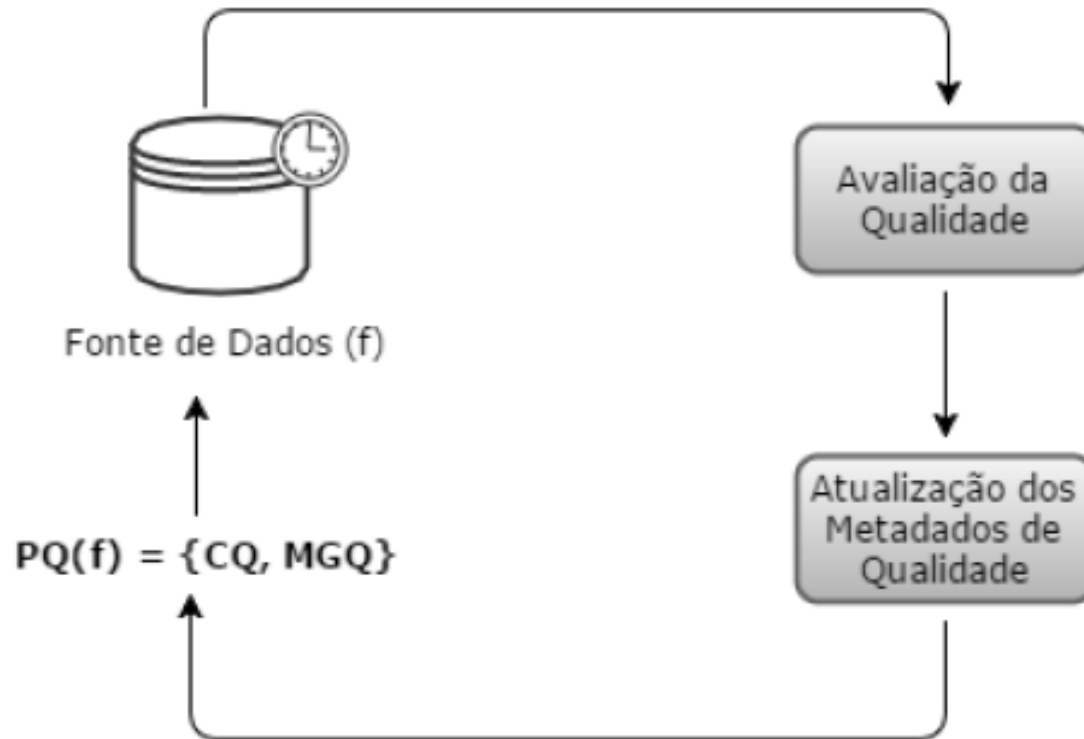 Avaliação da
Qualidade
Fonte de Dados (f)
Atualização dos
Metadados de
Qualidade
PQ(f) = {CQ, MGQ}